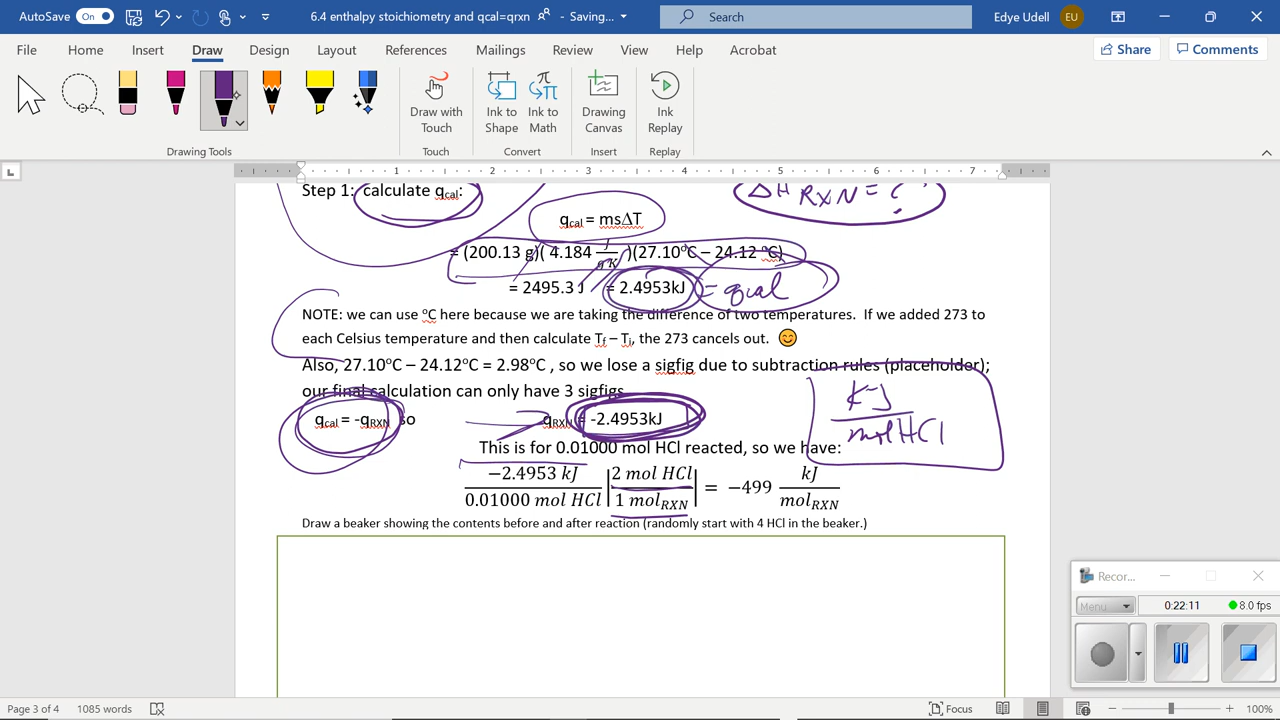 AutoSave On 6.4 enthalpy stoichiometry and qcal=qrxn - Saving... Search Edye Udell EU
File Home Insert Draw Design Layout References Mailings Review View Help Acrobat Share Comments
Draw with Touch Ink to Shape Ink to Math Drawing Canvas Ink Replay
Drawing Tools Touch Convert Insert Replay
1 2 3 4 5 6 7
Step 1: calculate qcal: ΔH RXN = ?
qcal = msΔT
= (200.13 g)( 4.184 J/g°K )(27.10°C – 24.12 °C)
= 2495.3 J = 2.4953kJ = qcal
NOTE: we can use °C here because we are taking the difference of two temperatures. If we added 273 to
each Celsius temperature and then calculate Tf – Ti, the 273 cancels out. 😊
Also, 27.10°C – 24.12°C = 2.98°C , so we lose a sigfig due to subtraction rules (placeholder);
our final calculation can only have 3 sigfigs
kJ
qcal = -qRXN so qRXN = -2.4953kJ
mol HCl
This is for 0.01000 mol HCl reacted, so we have:
−2.4953 kJ/0.01000 mol HCl | 2 mol HCl/1 molRXN | = −499 kJ/molRXN
Draw a beaker showing the contents before and after reaction (randomly start with 4 HCl in the beaker.)
Recor...
Menu 0:22:11 8.0 fps
Page 3 of 4 1085 words Focus 100%